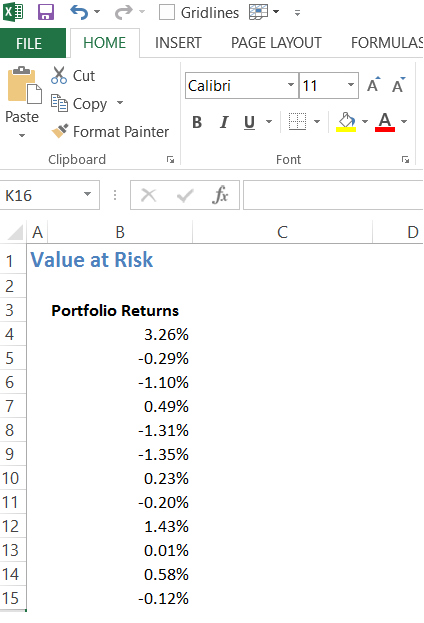 Gridlines
FILE HOME INSERT PAGE LAYOUT FORMULAS
Cut
Calibri 11 A A
Copy
Paste
Format Painter
B I U A
Clipboard Font
K16 fx
A B C D
1 Value at Risk
2
3 Portfolio Returns
4 3.26%
5 -0.29%
6 -1.10%
7 0.49%
8 -1.31%
9 -1.35%
10 0.23%
11 -0.20%
12 1.43%
13 0.01%
14 0.58%
15 -0.12%